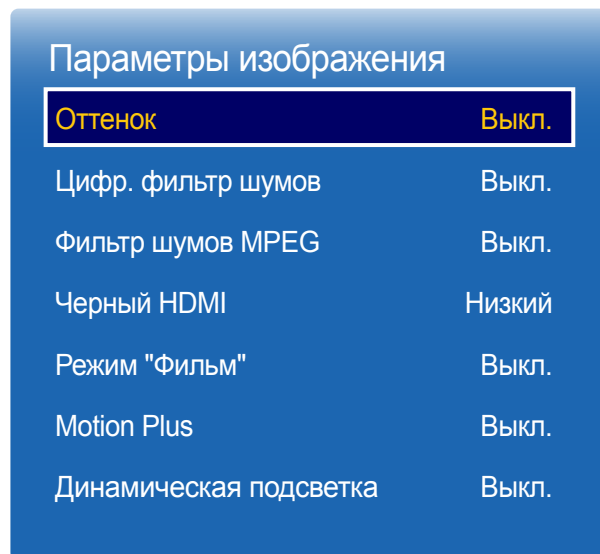 Параметры изображения
Оттенок Выкл.
Цифр. фильтр шумов Выкл.
Фильтр шумов MPEG Выкл.
Черный HDMI Низкий
Режим "Фильм" Выкл.
Motion Plus Выкл.
Динамическая подсветка Выкл.